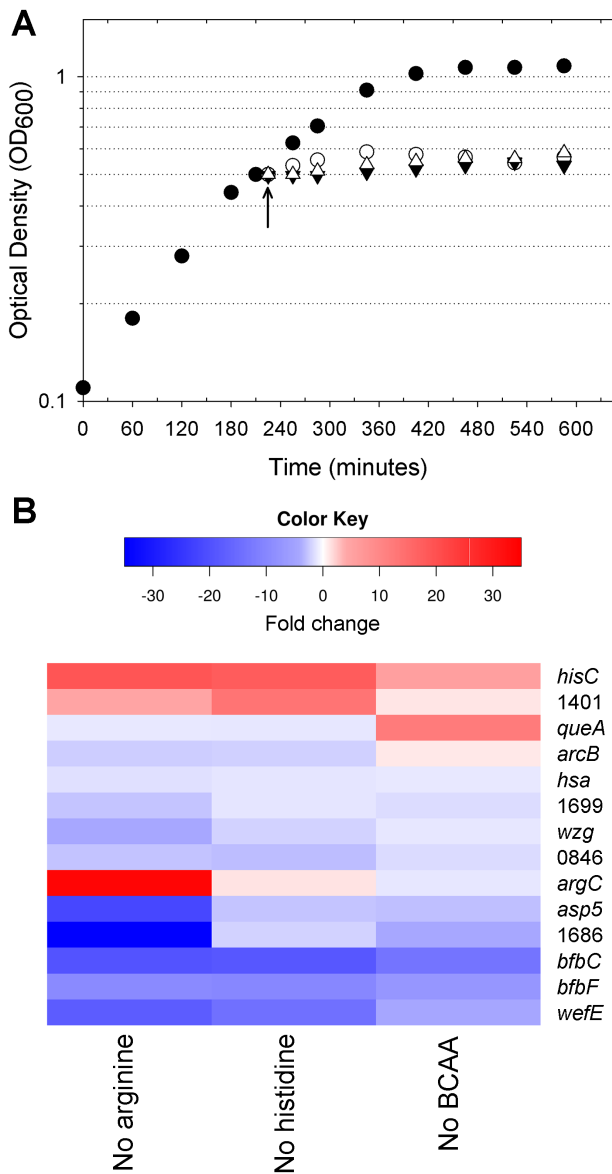 A
Optical Density (OD600)
1
0.1
0 60 120 180 240 300 360 420 480 540 600
Time (minutes)
B
Color Key
-30 -20 -10 0 10 20 30
Fold change
hisC
1401
queA
arcB
hsa
1699
wzg
0846
argC
asp5
1686
bfbC
bfbF
wefE
No arginine
No histidine
No BCAA